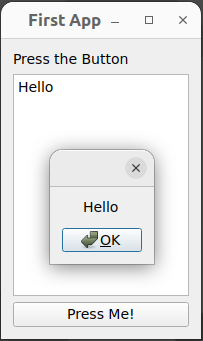 First App
Press the Button
Hello
Hello
OK
Press Me!